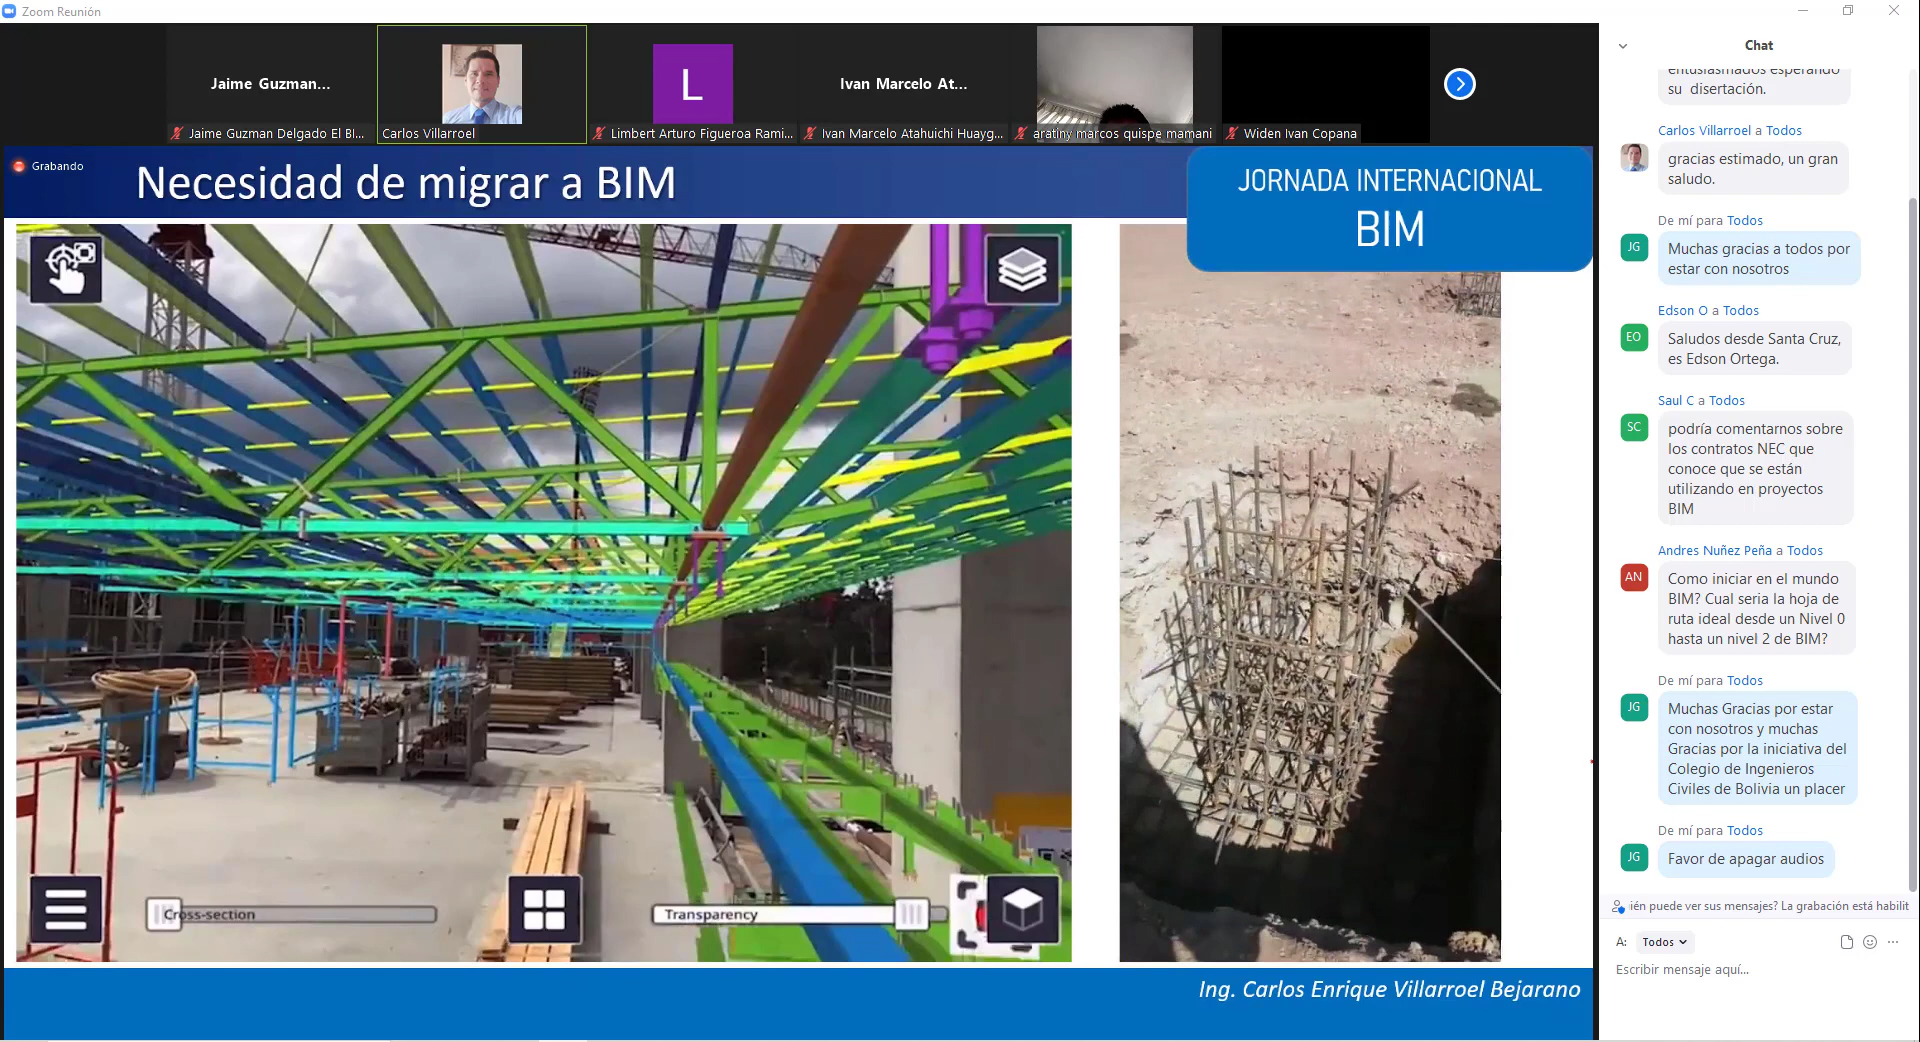 Zoom Reunión
Jaime Guzman...
Ivan Marcelo At...
L
Jaime Guzman Delgado El BI...
Carlos Villarroel
Limbert Arturo Figueroa Rami...
Ivan Marcelo Atahuichi Huayg...
aratiny marcos quispe mamani
Widen Ivan Copana
Grabando
Necesidad de migrar a BIM
JORNADA INTERNACIONAL
BIM
Cross-section
Transparency
Ing. Carlos Enrique Villarroel Bejarano
Chat
entusiasmados esperando
su disertación.
Carlos Villarroel a Todos
gracias estimado, un gran
saludo.
De mí para Todos
JG
Muchas gracias a todos por
estar con nosotros
Edson O a Todos
EO
Saludos desde Santa Cruz,
es Edson Ortega.
Saul C a Todos
SC
podría comentarnos sobre
los contratos NEC que
conoce que se están
utilizando en proyectos
BIM
Andres Nuñez Peña a Todos
AN
Como iniciar en el mundo
BIM? Cual seria la hoja de
ruta ideal desde un Nivel 0
hasta un nivel 2 de BIM?
De mí para Todos
JG
Muchas Gracias por estar
con nosotros y muchas
Gracias por la iniciativa del
Colegio de Ingenieros
Civiles de Bolivia un placer
De mí para Todos
JG
Favor de apagar audios
ién puede ver sus mensajes? La grabación está habilit
A: Todos
Escribir mensaje aquí...